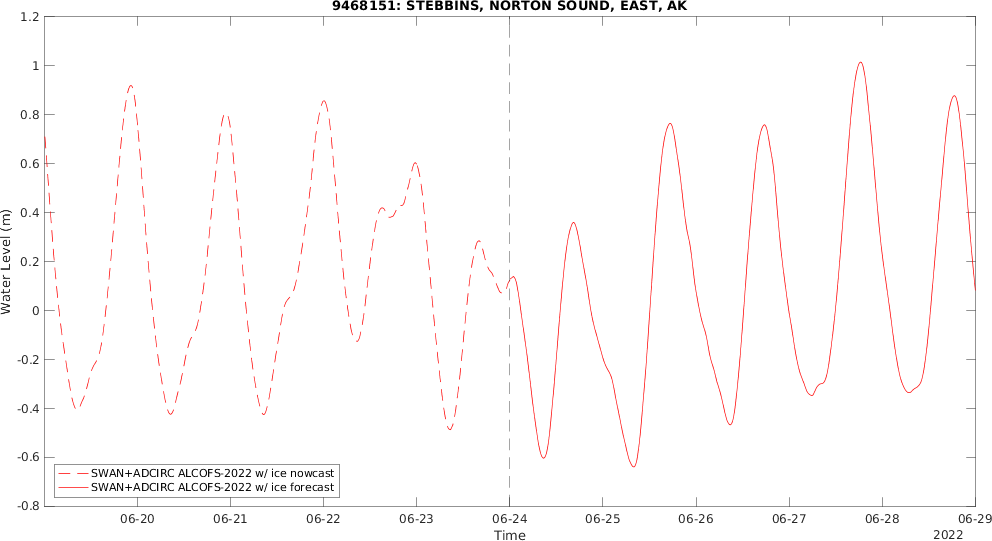 9468151: STEBBINS, NORTON SOUND, EAST, AK
1.2
1
0.8
0.6
0.4
0.2
0
-0.2
-0.4
-0.6
-0.8
Water Level (m)
SWAN+ADCIRC ALCOFS-2022 w/ ice nowcast
SWAN+ADCIRC ALCOFS-2022 w/ ice forecast
06-20 06-21 06-22 06-23 06-24 06-25 06-26 06-27 06-28 06-29
Time
2022